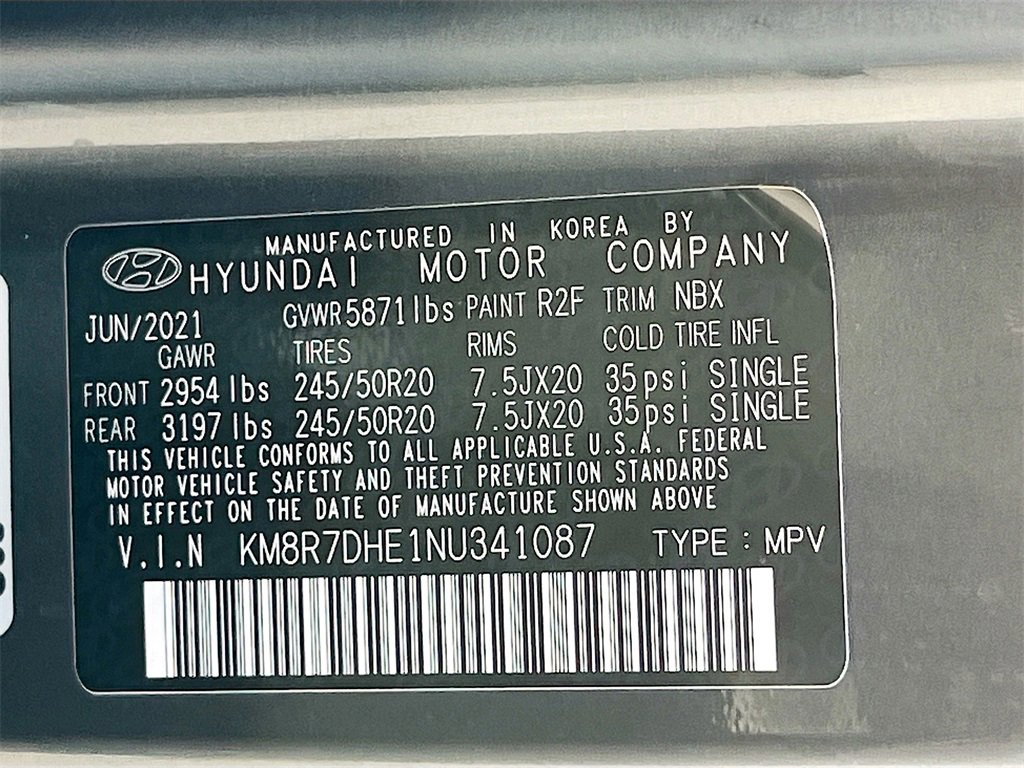 MANUFACTURED IN KOREA BY
HYUNDAI MOTOR COMPANY
JUN/2021 GVWR 5871lbs PAINT R2F TRIM NBX
GAWR TIRES RIMS COLD TIRE INFL
FRONT 2954 lbs 245/50R20 7.5JX20 35psi SINGLE
REAR 3197 lbs 245/50R20 7.5JX20 35psi SINGLE
THIS VEHICLE CONFORMS TO ALL APPLICABLE U.S.A. FEDERAL
MOTOR VEHICLE SAFETY AND THEFT PREVENTION STANDARDS
IN EFFECT ON THE DATE OF MANUFACTURE SHOWN ABOVE
V.I.N KM8R7DHE1NU341087 TYPE : MPV